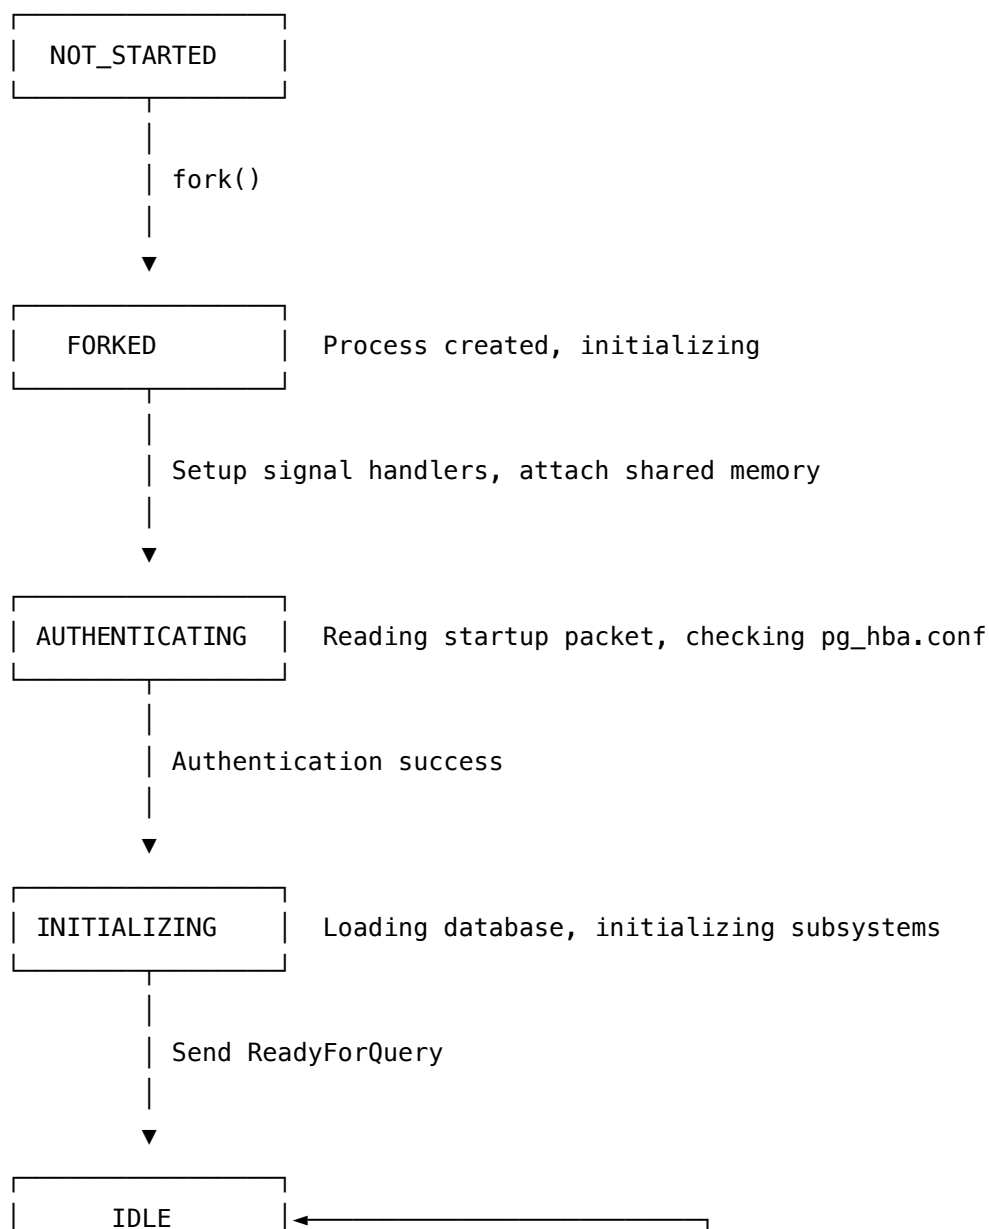 NOT_STARTED
fork()
FORKED Process created, initializing
Setup signal handlers, attach shared memory
AUTHENTICATING Reading startup packet, checking pg_hba.conf
Authentication success
INITIALIZING Loading database, initializing subsystems
Send ReadyForQuery
IDLE